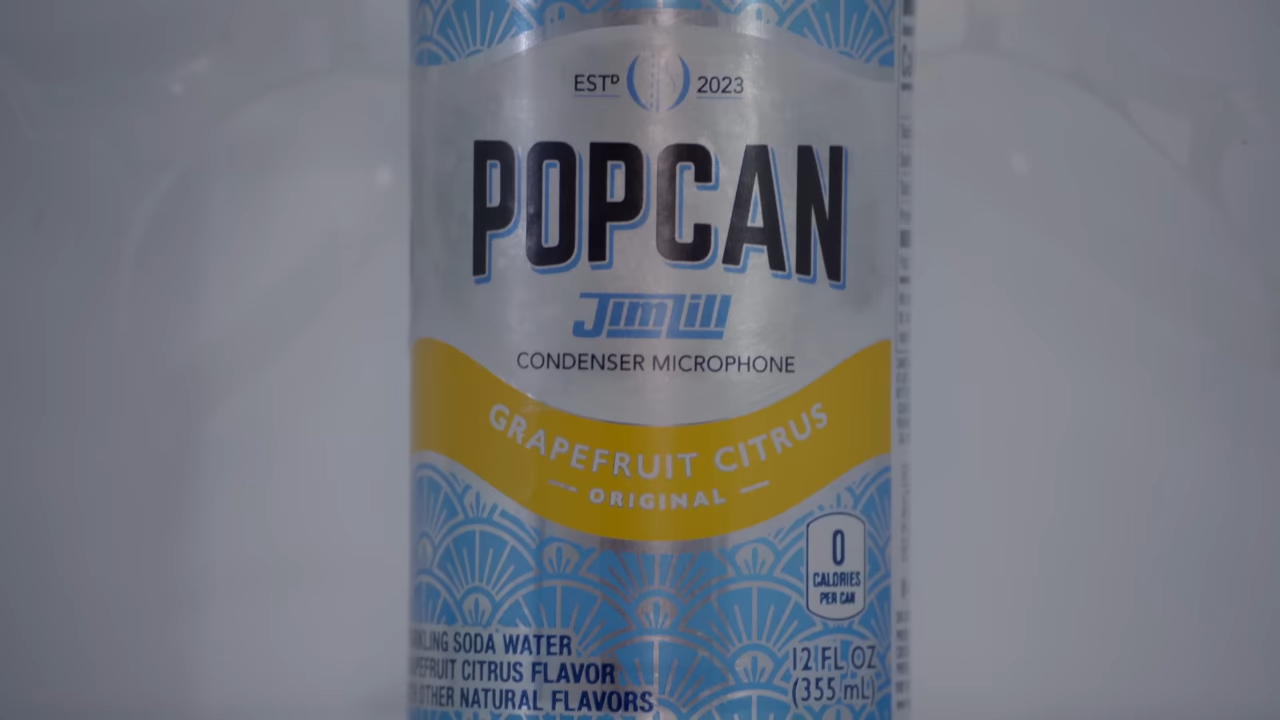 ESTD 2023
POPCAN
JimLill
CONDENSER MICROPHONE
GRAPEFRUIT CITRUS
ORIGINAL
0
CALORIES
PER CAN
SODA WATER
CITRUS FLAVOR
OTHER NATURAL FLAVORS
12 FL OZ
(355 mL)